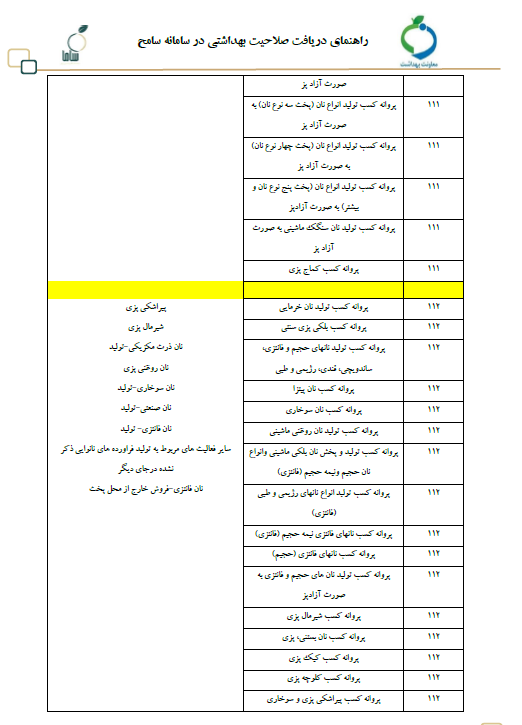 راهنمای دریافت صلاحیت بهداشتی در سامانه سامح
معاونت بهداشت
ساما
صورت آزاد پز
۱۱۱
پروانه کسب تولید انواع نان (پخت سه نوع نان) به
صورت آزاد پز
۱۱۱
پروانه کسب تولید انواع نان (پخت چهار نوع نان)
به صورت آزاد پز
۱۱۱
پروانه کسب تولید انواع نان (پخت پنج نوع نان و
بیشتر) به صورت آزادپز
۱۱۱
پروانه کسب تولید نان سنگک ماشینی به صورت
آزاد پز
۱۱۱
پروانه کسب کماج پزی
۱۱۱
پروانه کسب تولید نان خرمایی
۱۱۲
پروانه کسب بلکی پزی سنتی
۱۱۲
پروانه کسب تولید نانهای حجیم و فانتزی،
ساندویچی، قندی، رژیمی و طبی
۱۱۲
پروانه کسب نان پیتزا
۱۱۲
پروانه کسب نان سوخاری
۱۱۲
پروانه کسب تولید نان روغنی ماشینی
۱۱۲
پروانه کسب تولید و پخش نان بلکی ماشینی وانواع
نان حجیم ونیمه حجیم (فانتزی)
۱۱۲
پروانه کسب تولید انواع نانهای رژیمی و طبی
(فانتزی)
۱۱۲
پروانه کسب نانهای فانتزی نیمه حجیم (فانتزی)
۱۱۲
پروانه کسب نانهای فانتزی (حجیم)
۱۱۲
پروانه کسب تولید نان های حجیم و فانتزی به
صورت آزادپز
۱۱۲
پروانه کسب شیرمال پزی
۱۱۲
پروانه کسب نان بستنی، پزی
۱۱۲
پروانه کسب کیک پزی
۱۱۲
پروانه کسب کلوچه پزی
۱۱۲
پروانه کسب پیراشکی پزی و سوخاری
۱۱۲
پیراشکی پزی
شیرمال پزی
نان ذرت مکزیکی-تولید
نان روغنی پزی
نان سوخاری-تولید
نان صنعتی-تولید
نان فانتزی- تولید
سایر فعالیت های مربوط به تولید فراورده های نانوایی ذکر
نشده درجای دیگر
نان فانتزی-فروش خارج از محل پخت